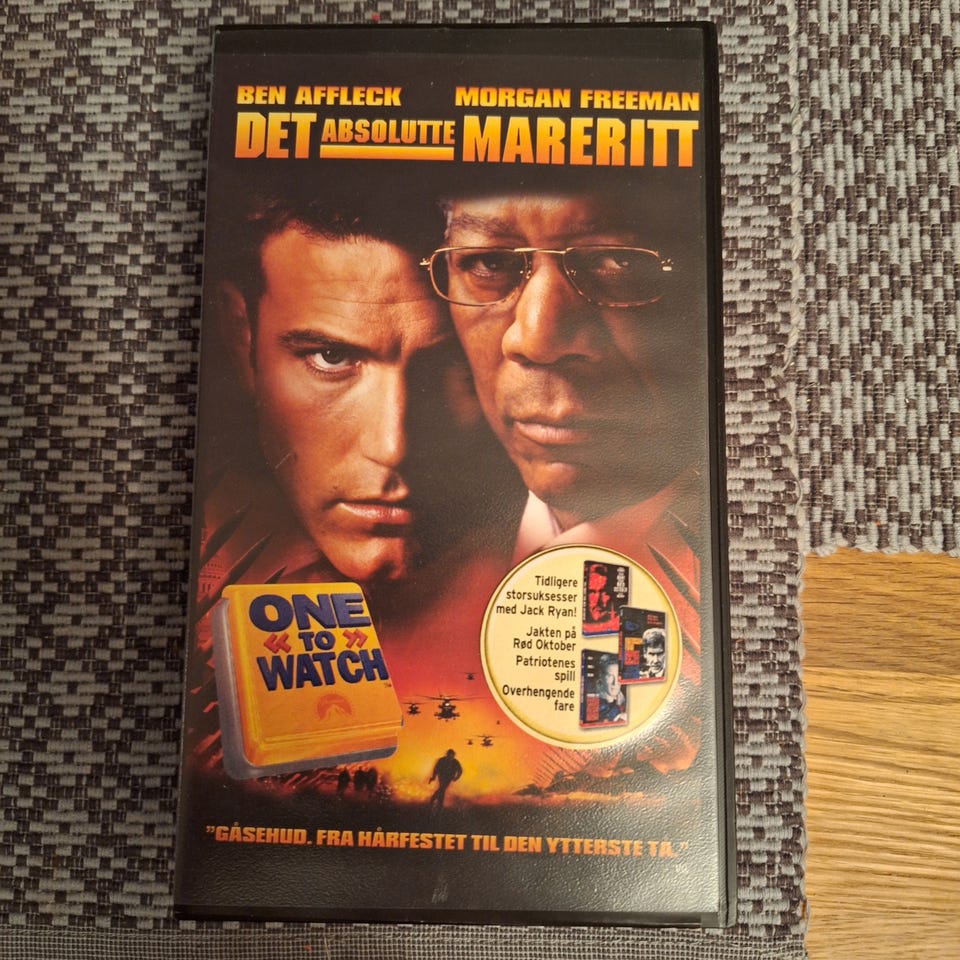 BEN AFFLECK MORGAN FREEMAN
DET ABSOLUTTE MARERITT
ONE
« TO »
WATCH™
Tidligere
storsuksesser
med Jack Ryan!
Jakten på
Rød Oktober
Patriotenes
spill
Overhengende
fare
"GÅSEHUD. FRA HÅRFESTET TIL DEN YTTERSTE TÅ."